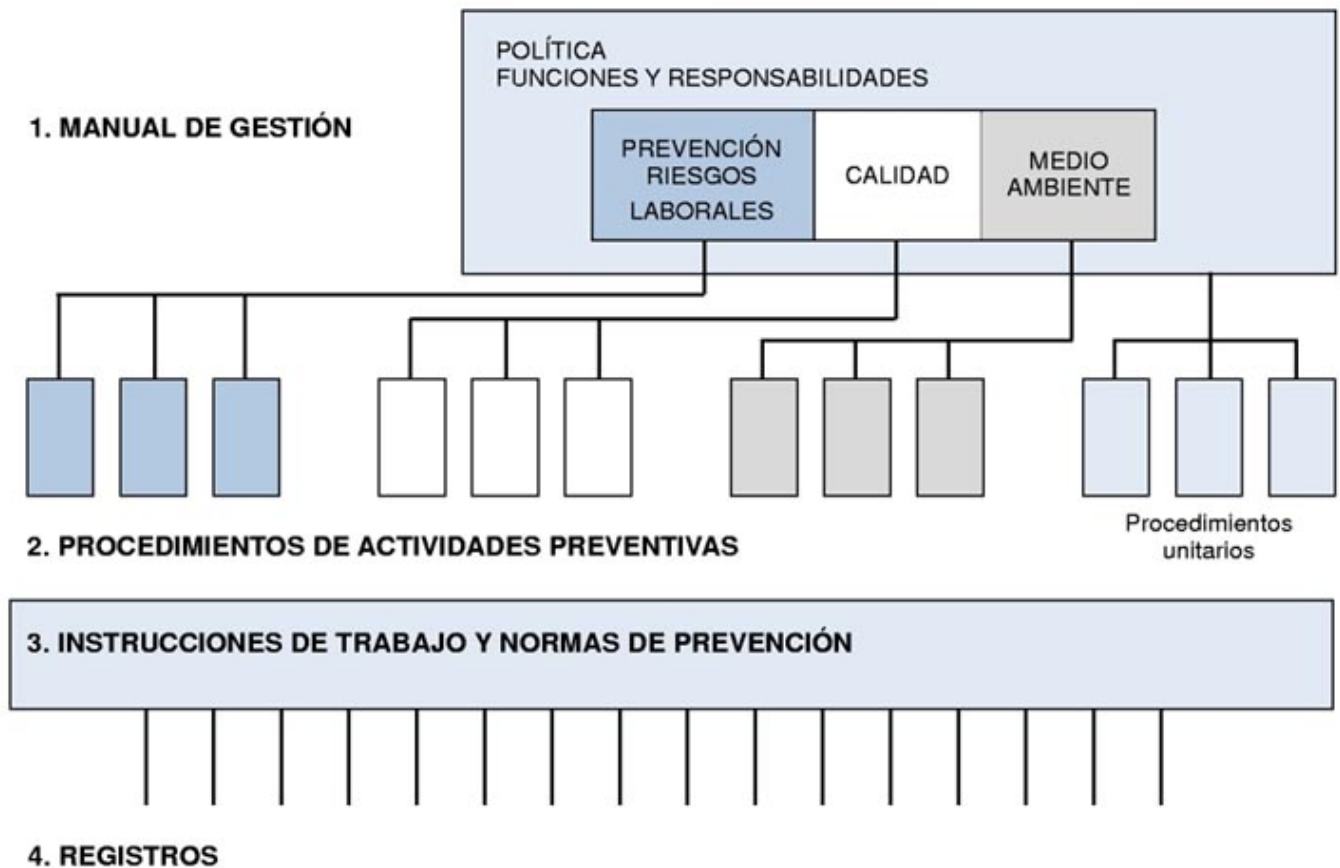 POLÍTICA
FUNCIONES Y RESPONSABILIDADES
1. MANUAL DE GESTIÓN
PREVENCIÓN
RIESGOS
LABORALES
CALIDAD
MEDIO
AMBIENTE
Procedimientos
unitarios
2. PROCEDIMIENTOS DE ACTIVIDADES PREVENTIVAS
3. INSTRUCCIONES DE TRABAJO Y NORMAS DE PREVENCIÓN
4. REGISTROS